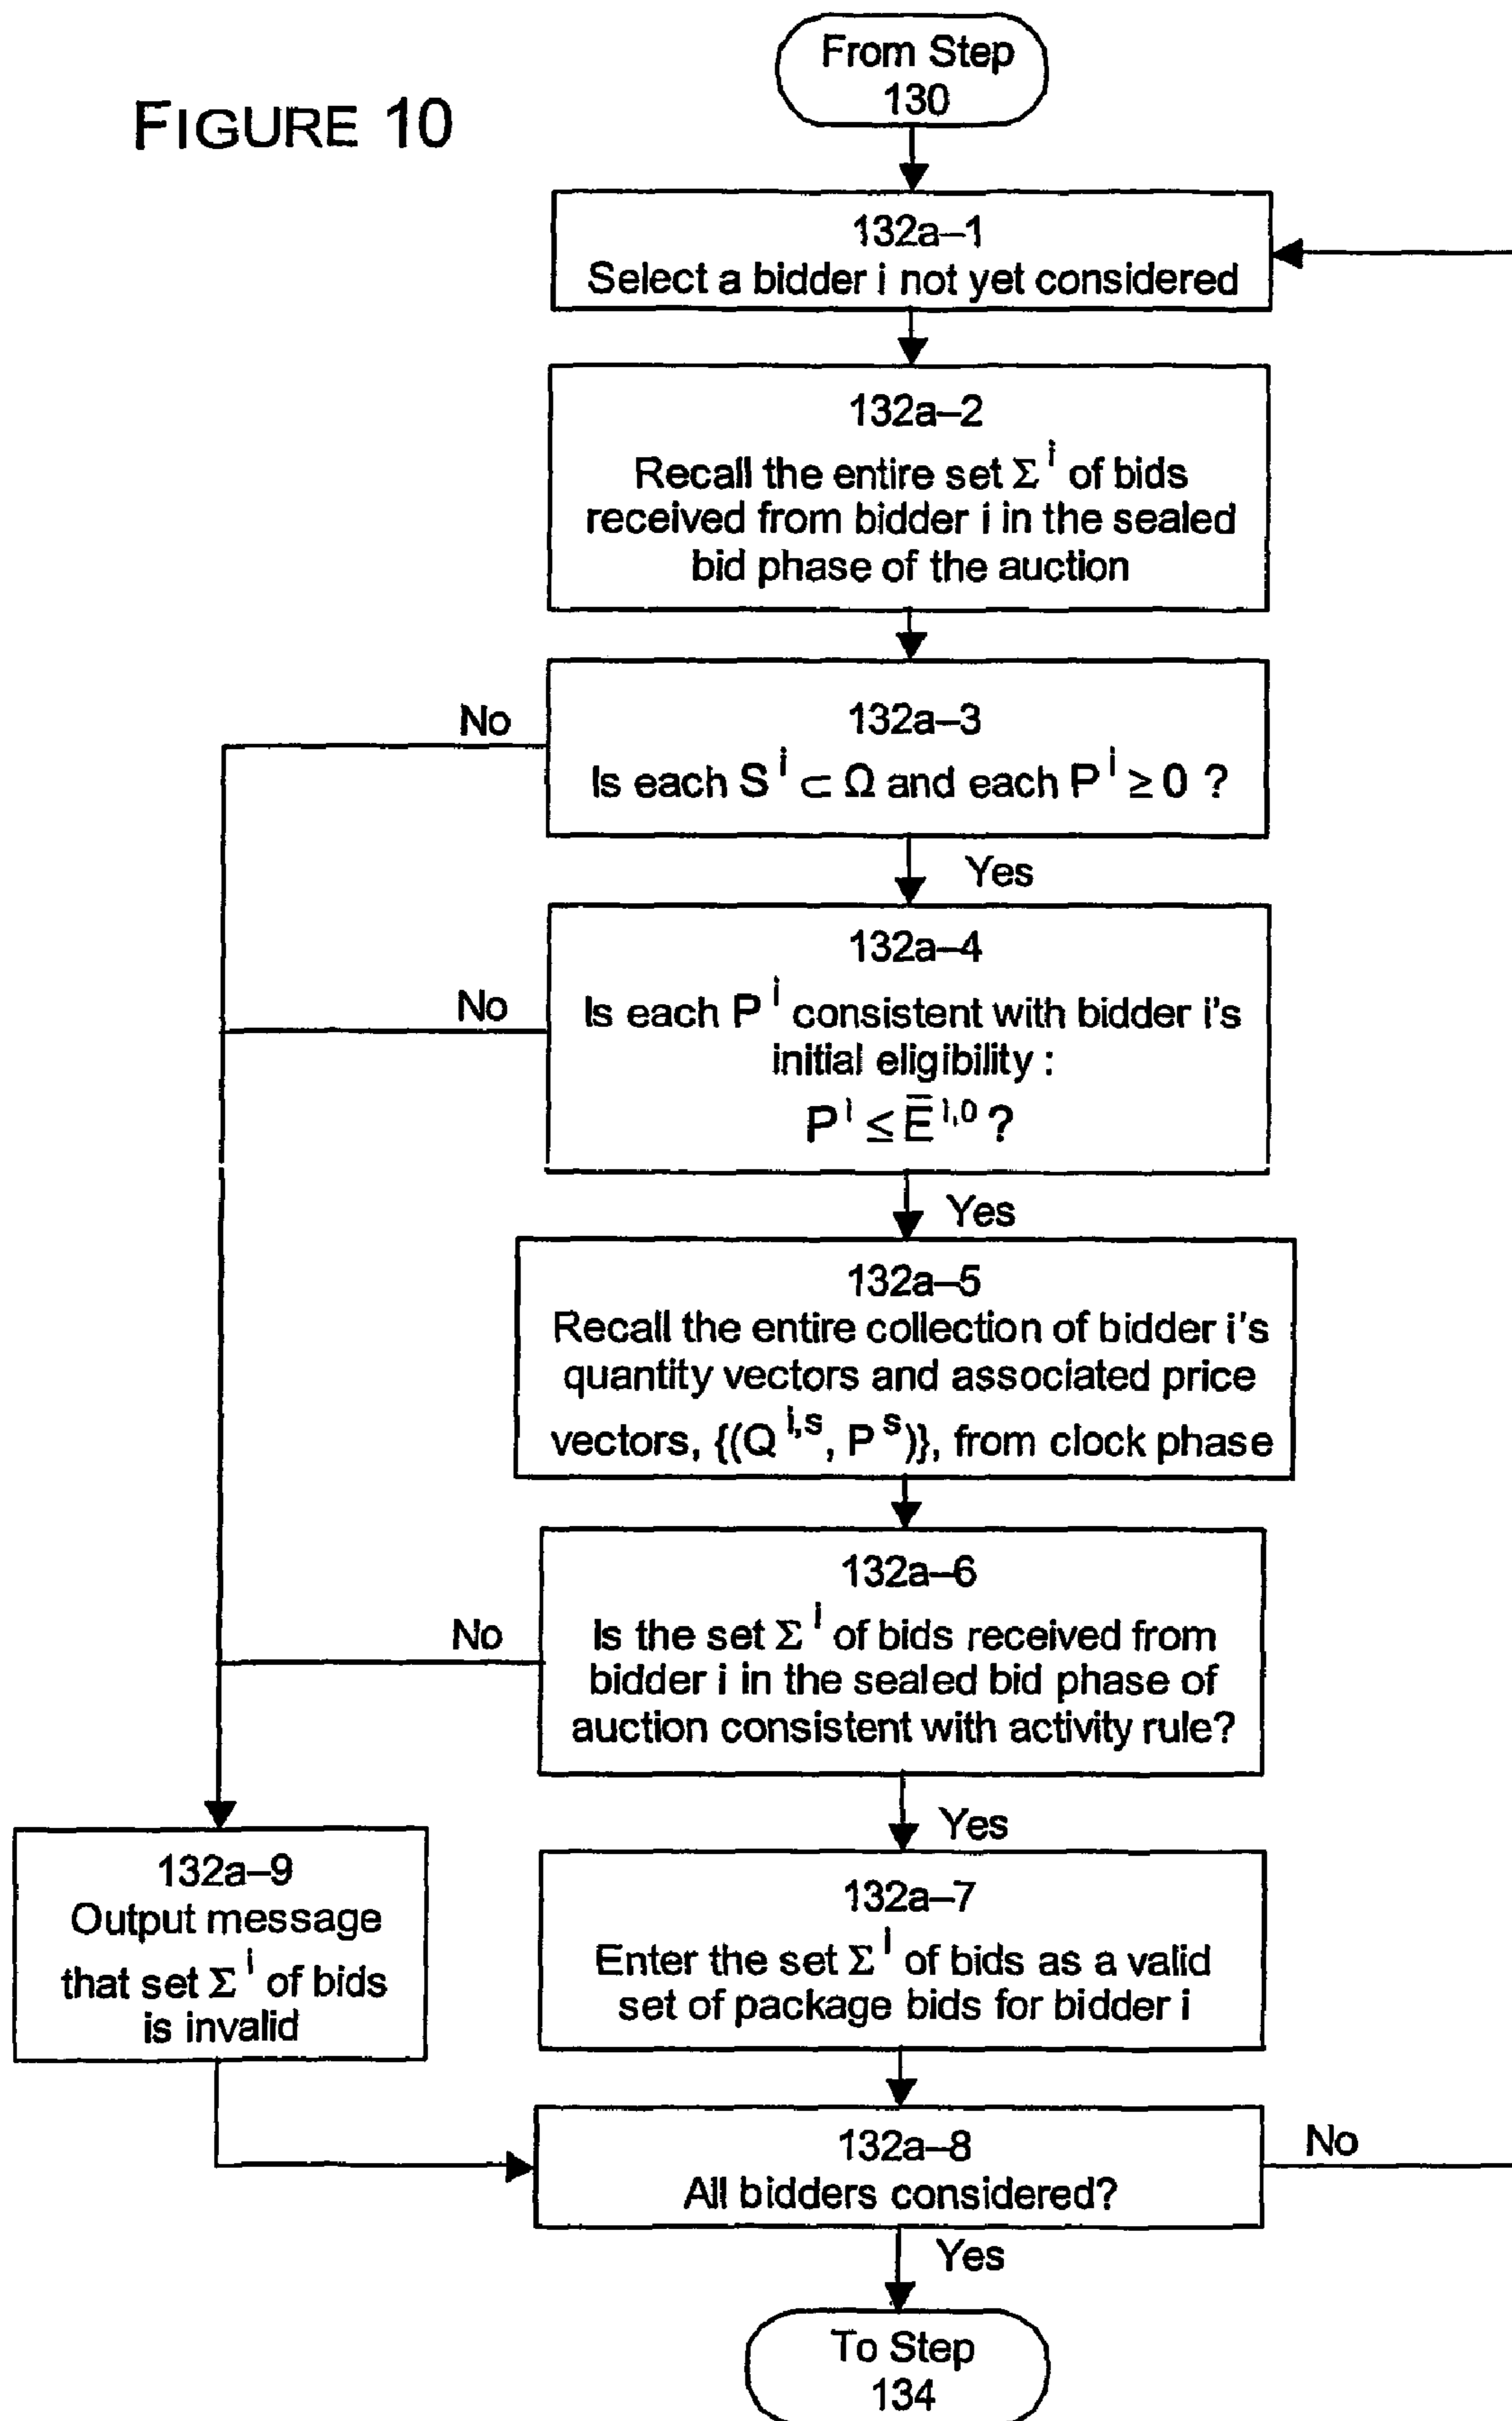 FIGURE 10
From Step
130
132a–1
Select a bidder i not yet considered
132a–2
Recall the entire set Σ^i of bids
received from bidder i in the sealed
bid phase of the auction
132a–3
Is each S^i ⊂ Ω and each P^i ≥ 0 ?
No
Yes
132a–4
Is each P^i consistent with bidder i's
initial eligibility :
P^i ≤ E̿^i,0 ?
No
Yes
132a–5
Recall the entire collection of bidder i's
quantity vectors and associated price
vectors, {(Q^i,s, P^s)}, from clock phase
132a–6
Is the set Σ^i of bids received from
bidder i in the sealed bid phase of
auction consistent with activity rule?
No
Yes
132a–7
Enter the set Σ^i of bids as a valid
set of package bids for bidder i
132a–9
Output message
that set Σ^i of bids
is invalid
132a–8
All bidders considered?
No
Yes
To Step
134